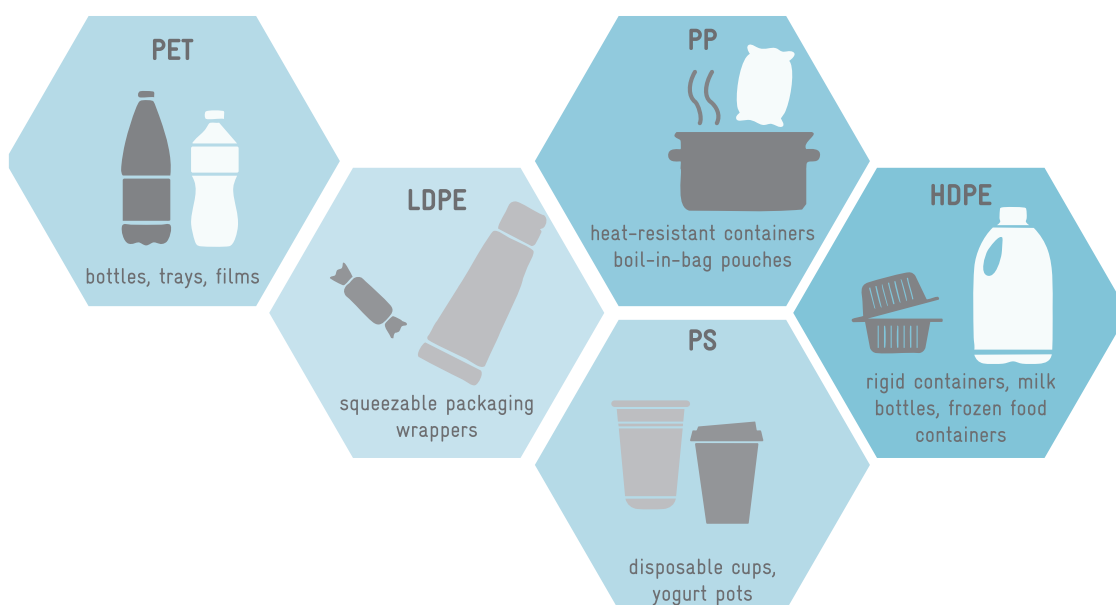 PET
bottles, trays, films
LDPE
squeezable packaging
wrappers
PP
heat-resistant containers
boil-in-bag pouches
PS
disposable cups,
yogurt pots
HDPE
rigid containers, milk
bottles, frozen food
containers